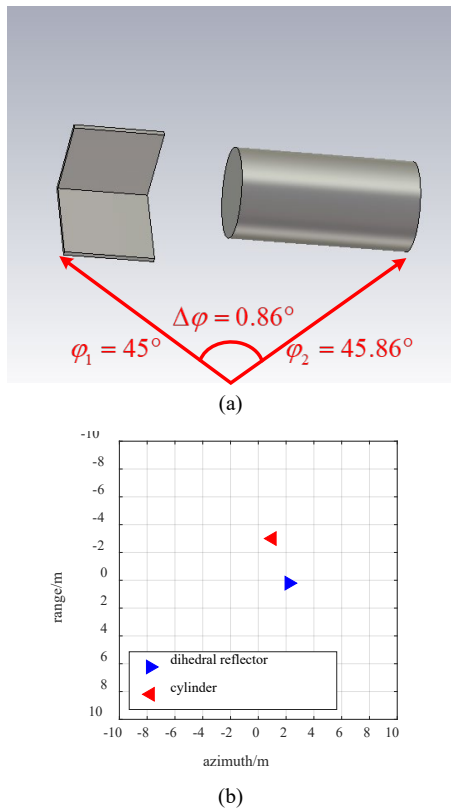 Δφ = 0.86°
φ₁ = 45°
φ₂ = 45.86°
(a)
-10
-8
-6
-4
-2
0
2
4
6
8
10
range/m
dihedral reflector
cylinder
-10 -8 -6 -4 -2 0 2 4 6 8 10
azimuth/m
(b)